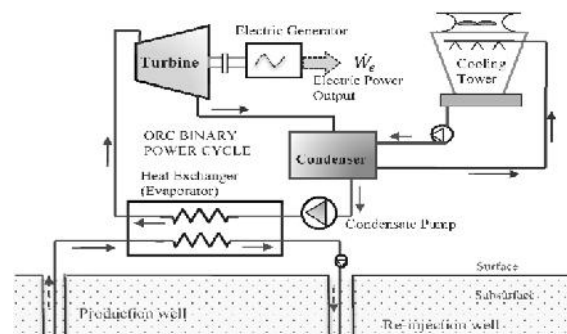 Electric Generator
Turbine
Ẇe
Electric Power
Output
Cooling
Tower
ORC BINARY
POWER CYCLE
Condenser
Heat Exchanger
(Evaporator)
Condensate Pump
Surface
Subsurface
Production well
Re-injection well